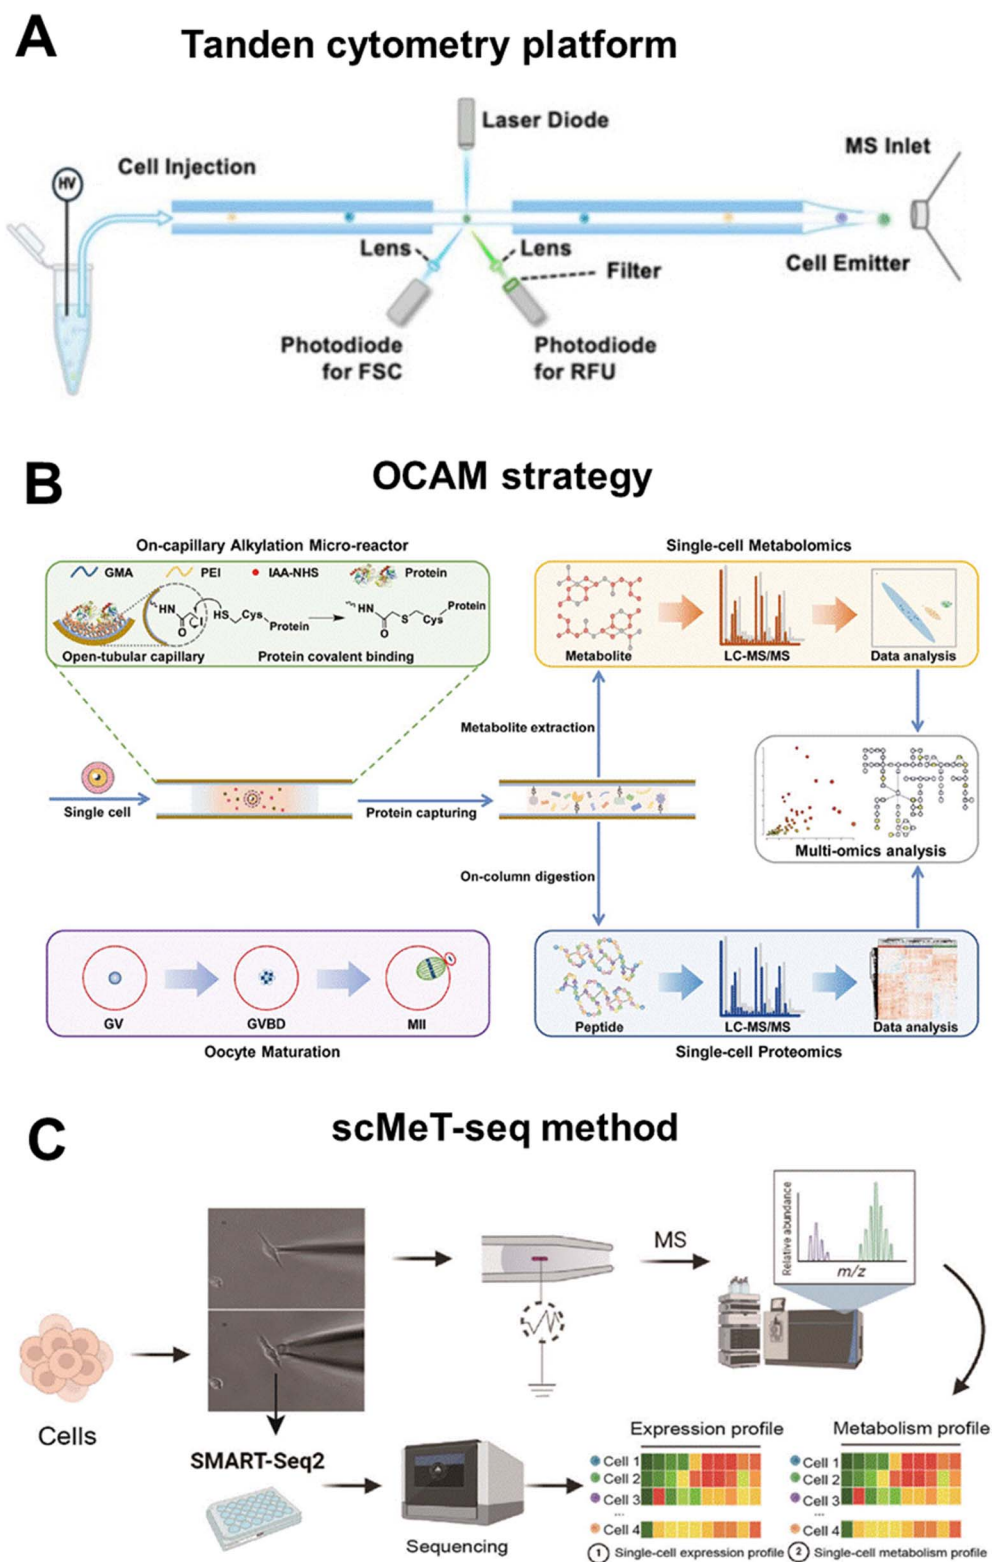 A
Tanden cytometry platform
Laser Diode
MS Inlet
Cell Injection
HV
Lens
Lens
Filter
Cell Emitter
Photodiode
for FSC
Photodiode
for RFU
B
OCAM strategy
On-capillary Alkylation Micro-reactor
GMA
PEI
IAA-NHS
Protein
HN
O
I
HS
Cys
Protein
HN
O
S
Cys
Protein
Open-tubular capillary
Protein covalent binding
Single-cell Metabolomics
Metabolite
LC-MS/MS
Data analysis
Metabolite extraction
Single cell
Protein capturing
Multi-omics analysis
On-column digestion
GV
GVBD
MII
Oocyte Maturation
Peptide
LC-MS/MS
Data analysis
Single-cell Proteomics
C
scMeT-seq method
Relative abundance
m/z
MS
Cells
SMART-Seq2
Sequencing
Expression profile
Cell 1
Cell 2
Cell 3
...
Cell 4
1 Single-cell expression profile
Metabolism profile
Cell 1
Cell 2
Cell 3
...
Cell 4
2 Single-cell metabolism profile